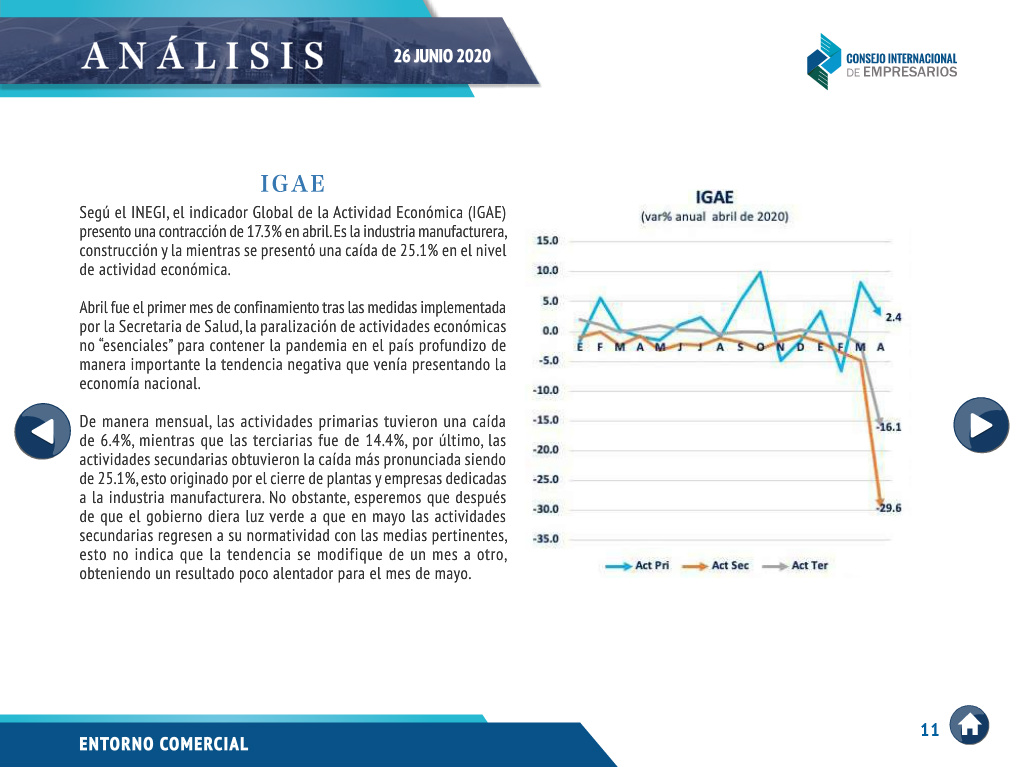 ANÁLISIS
26 JUNIO 2020
CONSEJO INTERNACIONAL
DE EMPRESARIOS
IGAE
Segú el INEGI, el indicador Global de la Actividad Económica (IGAE)
presento una contracción de 17.3% en abril. Es la industria manufacturera,
construcción y la mientras se presentó una caída de 25.1% en el nivel
de actividad económica.
Abril fue el primer mes de confinamiento tras las medidas implementada
por la Secretaria de Salud, la paralización de actividades económicas
no “esenciales” para contener la pandemia en el país profundizo de
manera importante la tendencia negativa que venía presentando la
economía nacional.
De manera mensual, las actividades primarias tuvieron una caída
de 6.4%, mientras que las terciarias fue de 14.4%, por último, las
actividades secundarias obtuvieron la caída más pronunciada siendo
de 25.1%, esto originado por el cierre de plantas y empresas dedicadas
a la industria manufacturera. No obstante, esperemos que después
de que el gobierno diera luz verde a que en mayo las actividades
secundarias regresen a su normatividad con las medias pertinentes,
esto no indica que la tendencia se modifique de un mes a otro,
obteniendo un resultado poco alentador para el mes de mayo.
IGAE
(var% anual abril de 2020)
15.0
10.0
5.0
0.0
-5.0
-10.0
-15.0
-20.0
-25.0
-30.0
-35.0
E F M A M J J A S O N D E F M A
2.4
-16.1
-29.6
Act Pri Act Sec Act Ter
ENTORNO COMERCIAL
11